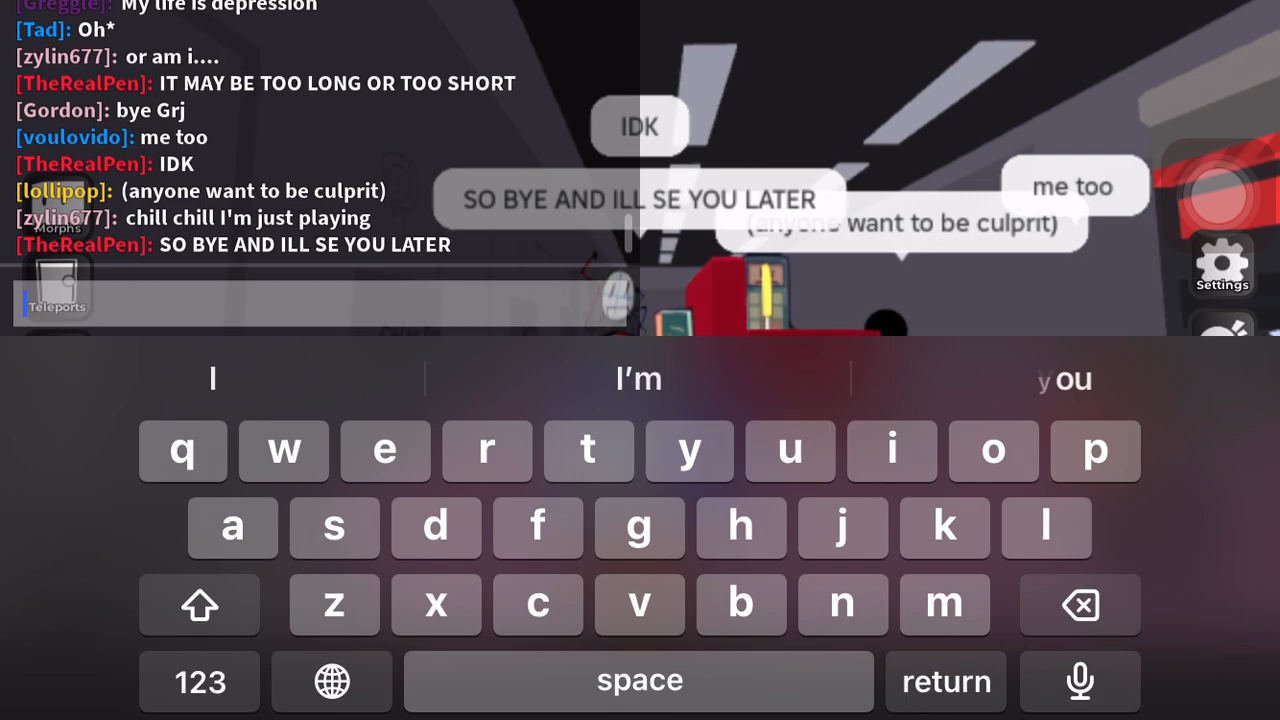 [Greggle]: My life is depression
[Tad]: Oh*
[zylin677]: or am i....
[TheRealPen]: IT MAY BE TOO LONG OR TOO SHORT
[Gordon]: bye Grj
[voulovido]: me too
[TheRealPen]: IDK
[lollipop]: (anyone want to be culprit)
[zylin677]: chill chill I'm just playing
[TheRealPen]: SO BYE AND ILL SE YOU LATER
Morphs
Teleports
IDK
SO BYE AND ILL SE YOU LATER
me too
(anyone want to be culprit)
Settings
I I’m you
q w e r t y u i o p
a s d f g h j k l
z x c v b n m
123 space return